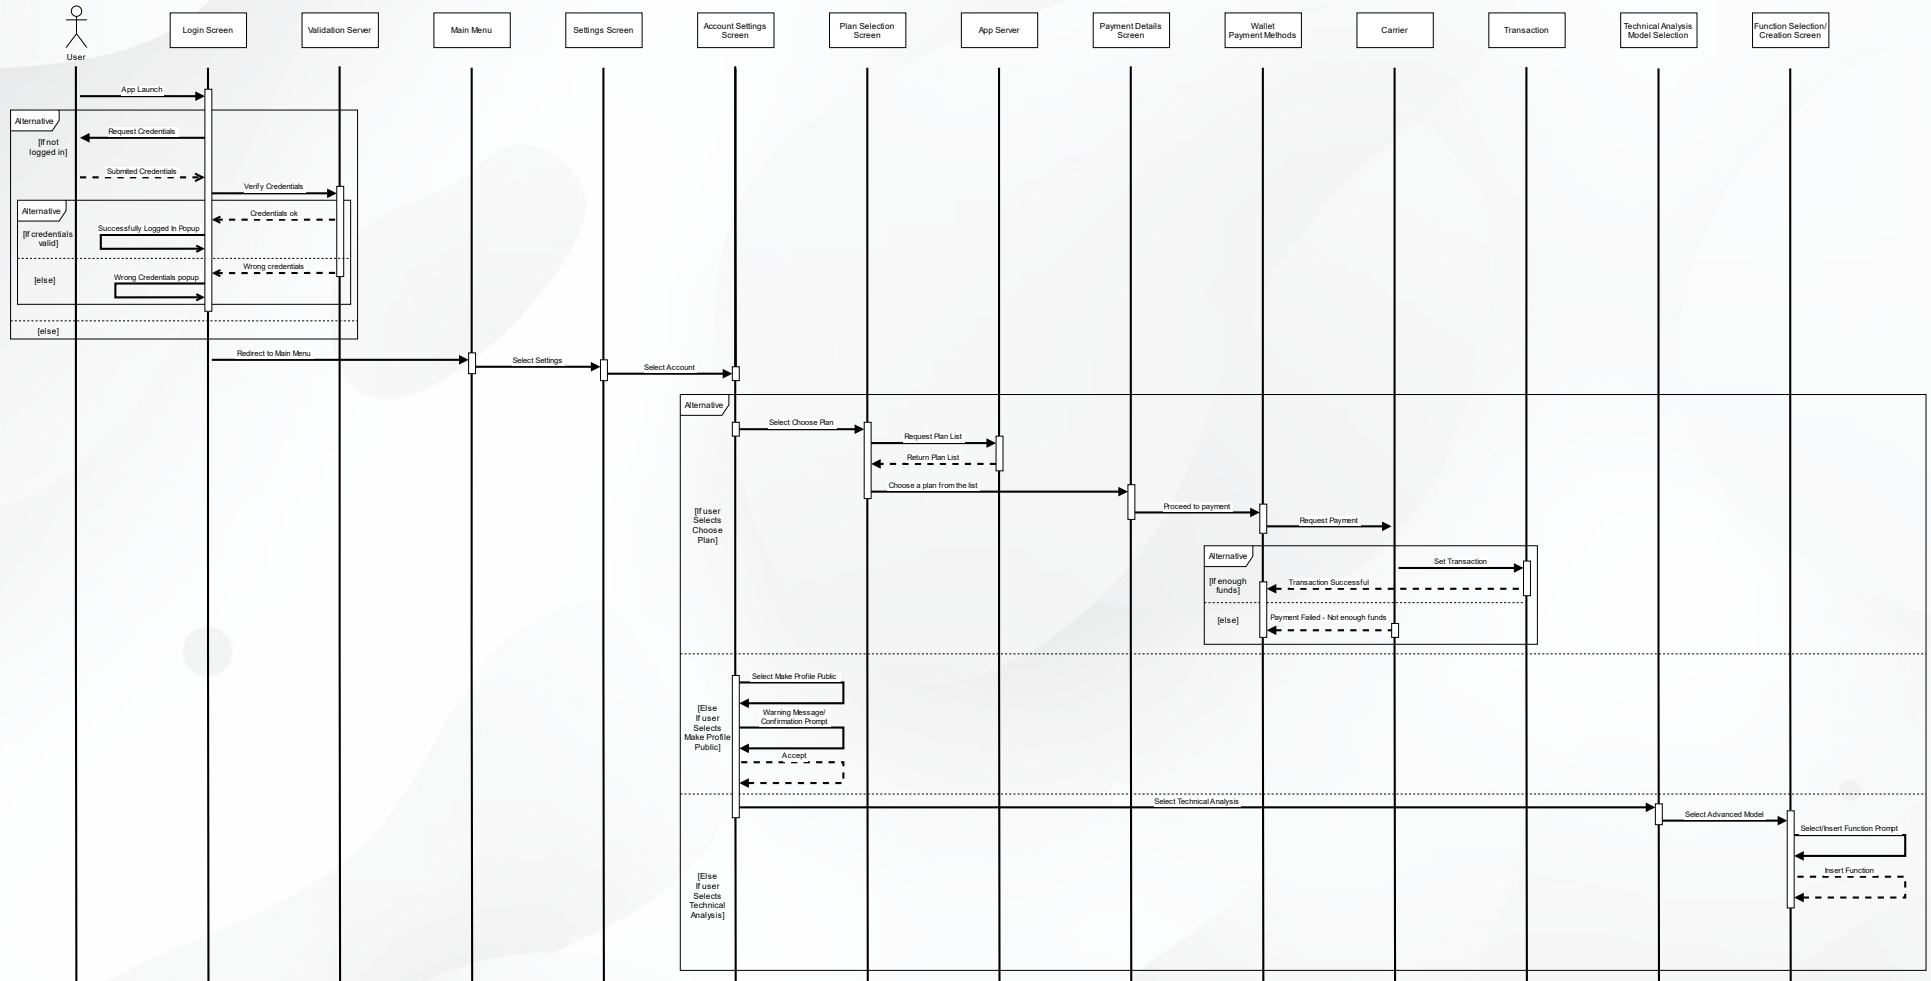 User
Login Screen
Validation Server
Main Menu
Settings Screen
Account Settings
Screen
Plan Selection
Screen
App Server
Payment Details
Screen
Wallet
Payment Methods
Carrier
Transaction
Technical Analysis
Model Selection
Function Selection/
Creation Screen
App Launch
Alternative
[If not
logged in]
Request Credentials
Submited Credentials
Verify Credentials
Alternative
Credentials ok
[If credentials
valid]
Successfully Logged In Popup
Wrong credentials
[else]
Wrong Credentials popup
[else]
Redirect to Main Menu
Select Settings
Select Account
Alternative
Select Choose Plan
Request Plan List
Return Plan List
Choose a plan from the list
Proceed to payment
Request Payment
[If user
Selects
Choose
Plan]
Alternative
Set Transaction
[If enough
funds]
Transaction Successful
[else]
Payment Failed - Not enough funds
Select Make Profile Public
[Else
If user
Selects
Make Profile
Public]
Warning Message/
Confirmation Prompt
Accept
Select Technical Analysis
Select Advanced Model
Select/Insert Function Prompt
Insert Function
[Else
If user
Selects
Technical
Analysis]